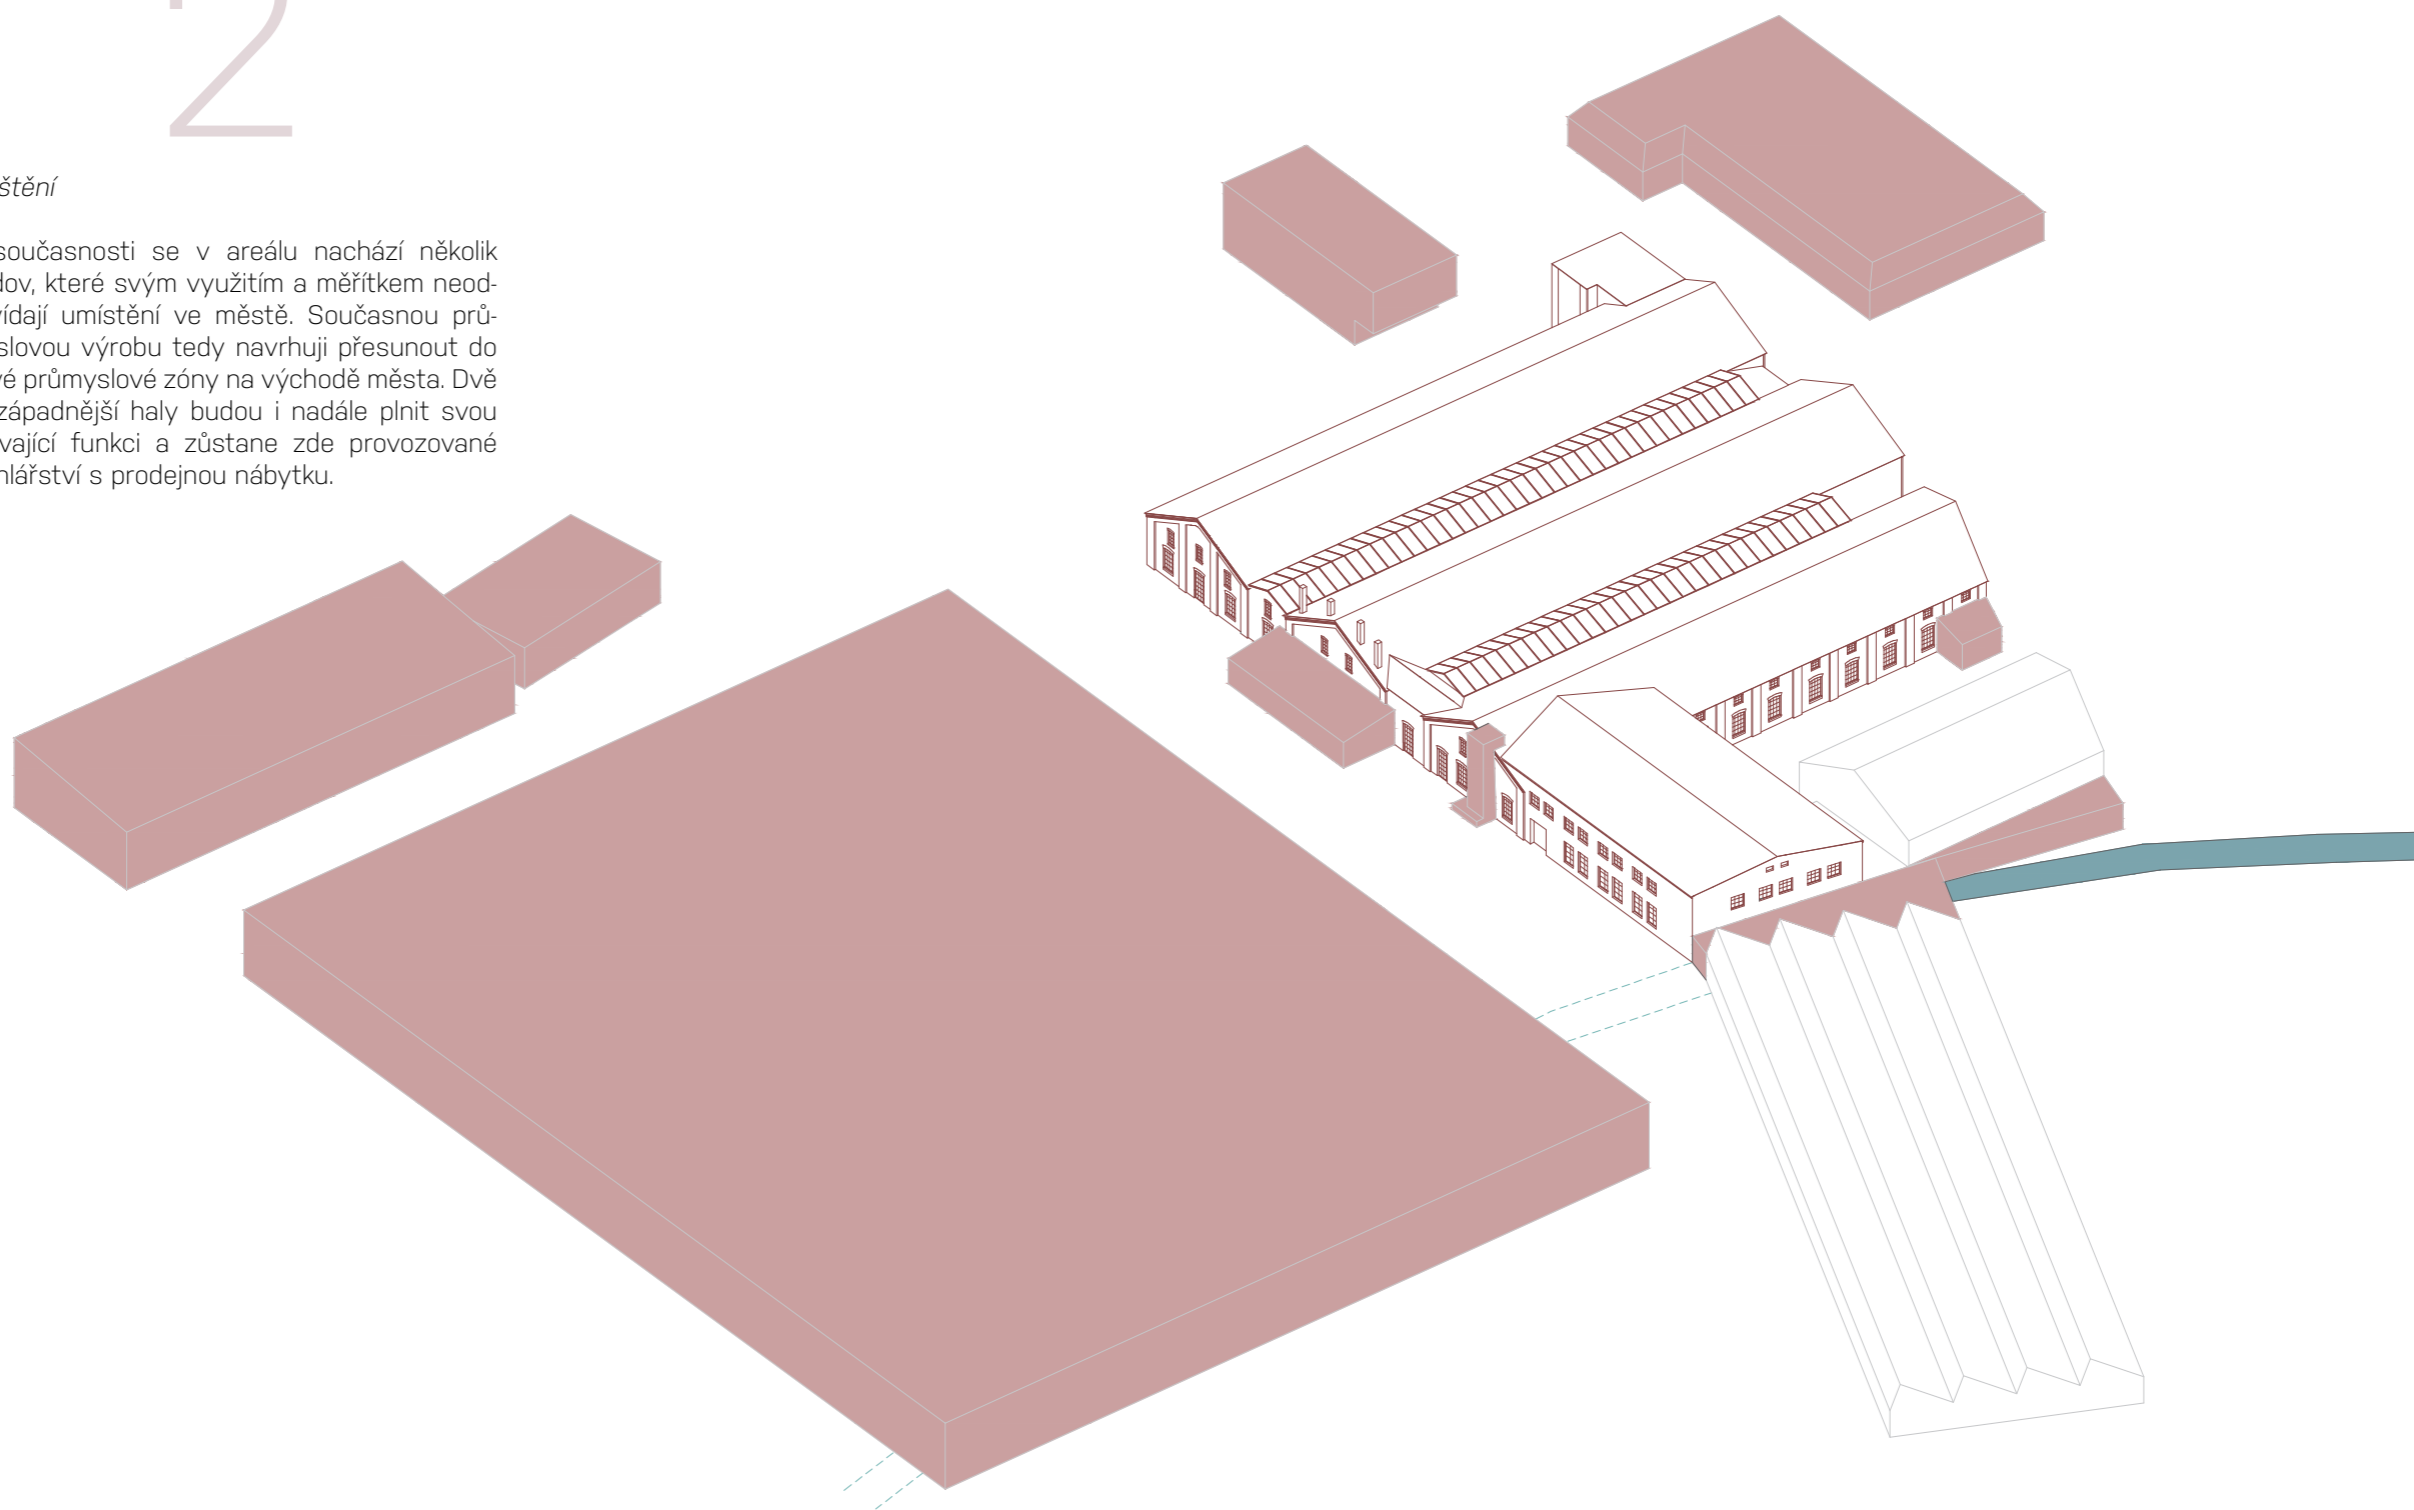 2
štění
současnosti se v areálu nachází několik
dov, které svým využitím a měřítkem neod-
vídají umístění ve městě. Současnou prů-
slovou výrobu tedy navrhuji přesunout do
vé průmyslové zóny na východě města. Dvě
západnější haly budou i nadále plnit svou
vající funkci a zůstane zde provozované
hlářství s prodejnou nábytku.